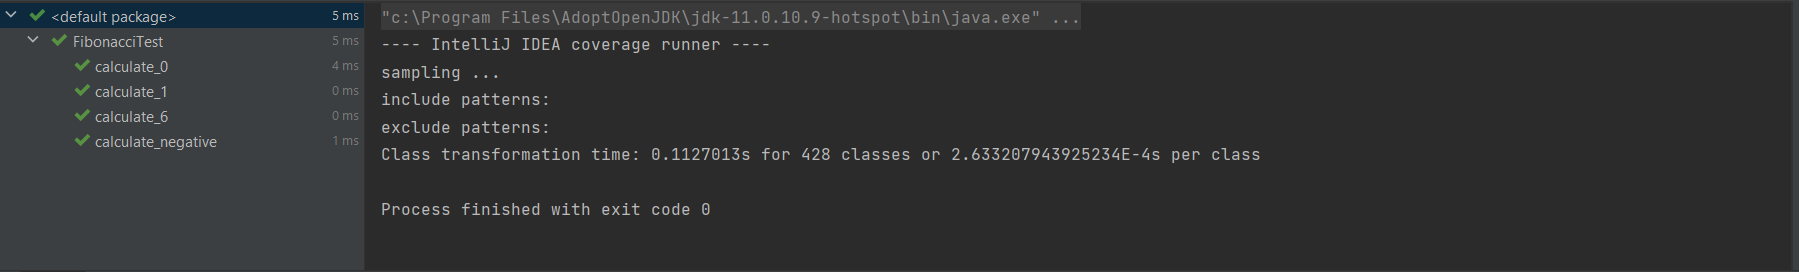 <default package> 5 ms
FibonacciTest 5 ms
calculate_0 4 ms
calculate_1 0 ms
calculate_6 0 ms
calculate_negative 1 ms
"c:\Program Files\AdoptOpenJDK\jdk-11.0.10.9-hotspot\bin\java.exe" ...
---- IntelliJ IDEA coverage runner ----
sampling ...
include patterns:
exclude patterns:
Class transformation time: 0.1127013s for 428 classes or 2.633207943925234E-4s per class
Process finished with exit code 0